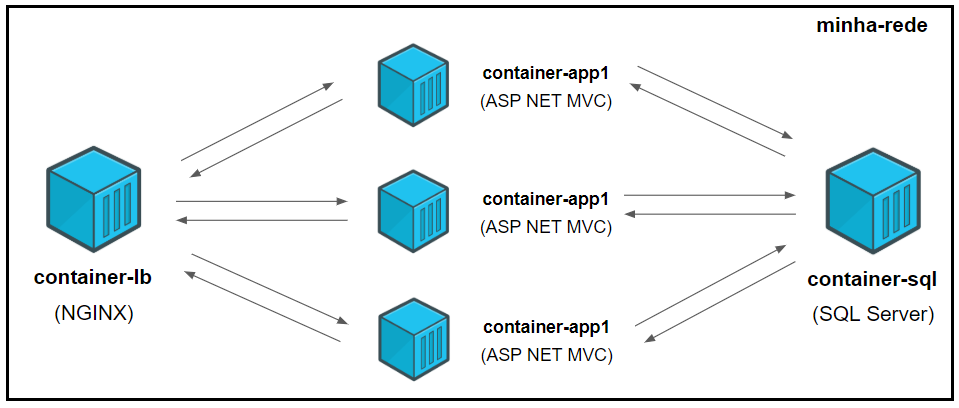 minha-rede
container-app1
(ASP NET MVC)
container-app1
(ASP NET MVC)
container-lb
(NGINX)
container-sql
(SQL Server)
container-app1
(ASP NET MVC)